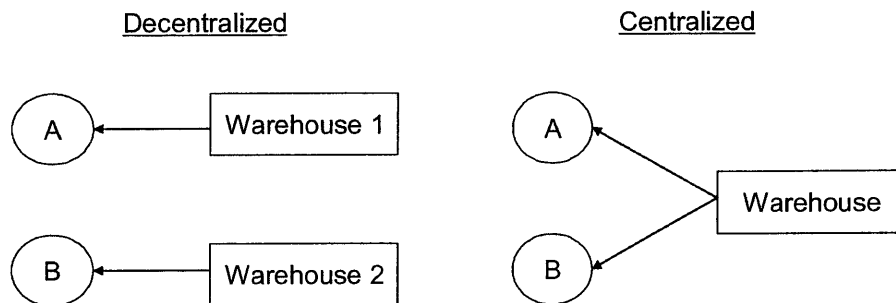 Decentralized
Centralized
A
Warehouse 1
A
Warehouse
B
Warehouse 2
B